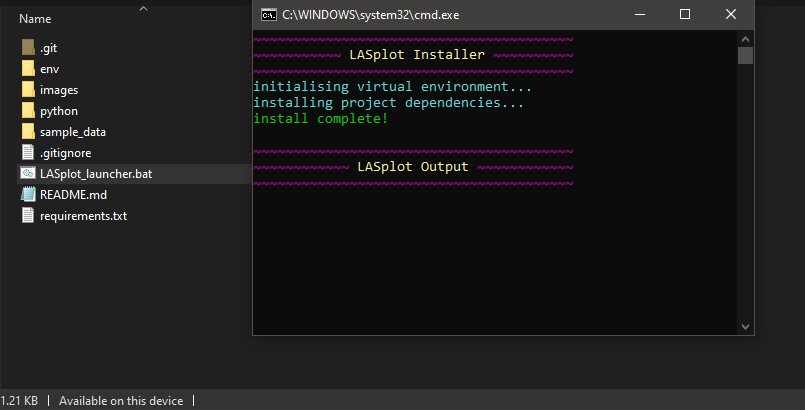 Name
.git
env
images
python
sample_data
.gitignore
LASplot_launcher.bat
README.md
requirements.txt
C:\WINDOWS\system32\cmd.exe
~~~~~~~~~~~~~~~~~~~~~~~~~~~~~~~~~~~~~~~~
~~~~~~~~~~~ LASplot Installer ~~~~~~~~~~
~~~~~~~~~~~~~~~~~~~~~~~~~~~~~~~~~~~~~~~~
initialising virtual environment...
installing project dependencies...
install complete!
~~~~~~~~~~~~~~~~~~~~~~~~~~~~~~~~~~~~~~~~
~~~~~~~~~~~~ LASplot Output ~~~~~~~~~~~~
~~~~~~~~~~~~~~~~~~~~~~~~~~~~~~~~~~~~~~~~
1.21 KB | Available on this device |